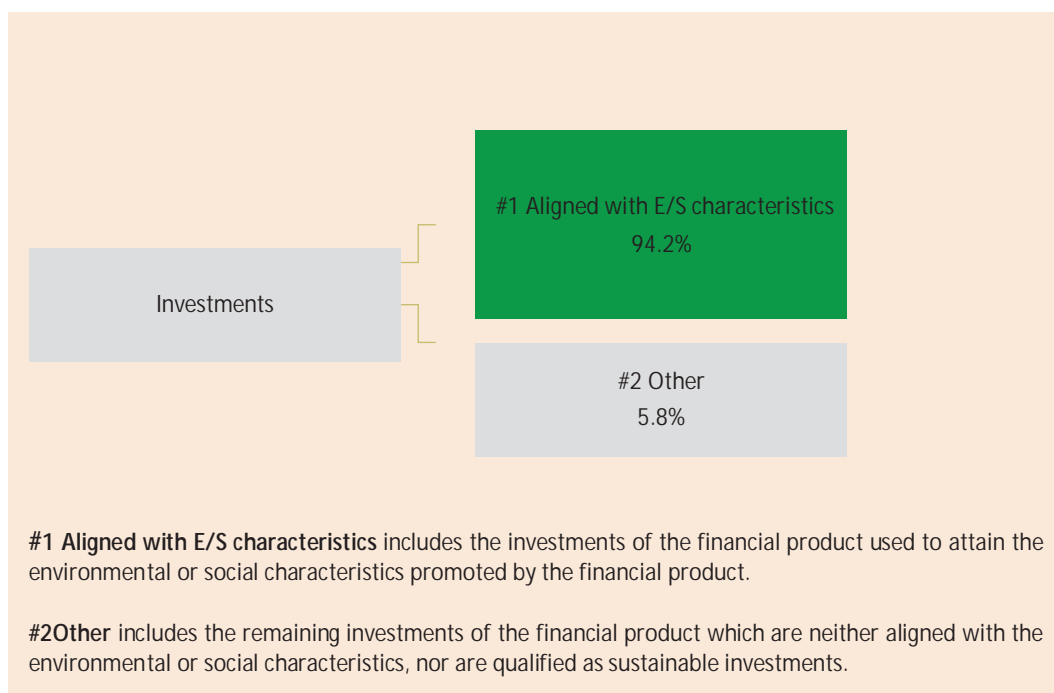 #1 Aligned with E/S characteristics
94.2%
Investments
#2 Other
5.8%
#1 Aligned with E/S characteristics includes the investments of the financial product used to attain the
environmental or social characteristics promoted by the financial product.
#2Other includes the remaining investments of the financial product which are neither aligned with the
environmental or social characteristics, nor are qualified as sustainable investments.